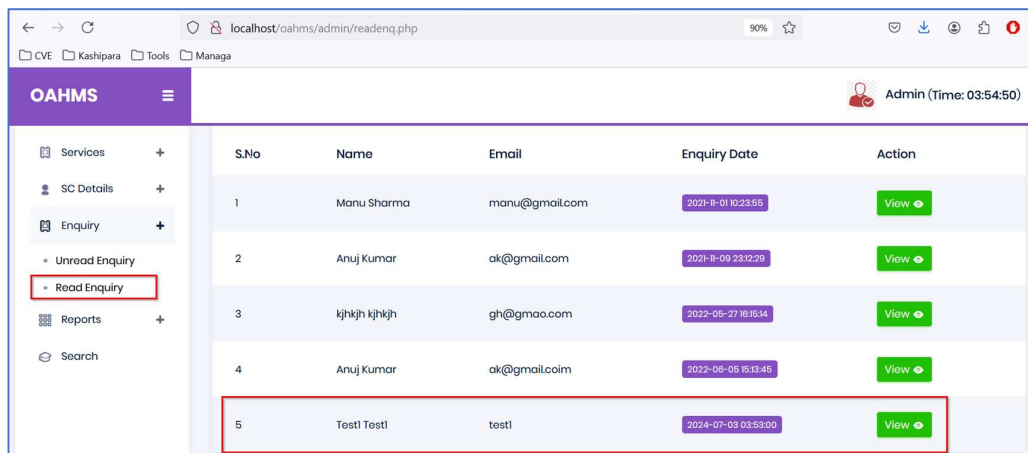 localhost/oahms/admin/readenq.php 90%
CVE Kashipara Tools Managa
OAHMS Admin (Time: 03:54:50)
Services +
SC Details +
Enquiry +
Unread Enquiry
Read Enquiry
Reports +
Search
S.No Name Email Enquiry Date Action
1 Manu Sharma manu@gmail.com 2021-11-01 10:23:55 View
2 Anuj Kumar ak@gmail.com 2021-11-09 23:12:29 View
3 kjhkjh kjhkjh gh@gmao.com 2022-05-27 16:15:14 View
4 Anuj Kumar ak@gmail.coim 2022-06-05 15:13:45 View
5 Test1 Test1 test1 2024-07-03 03:53:00 View